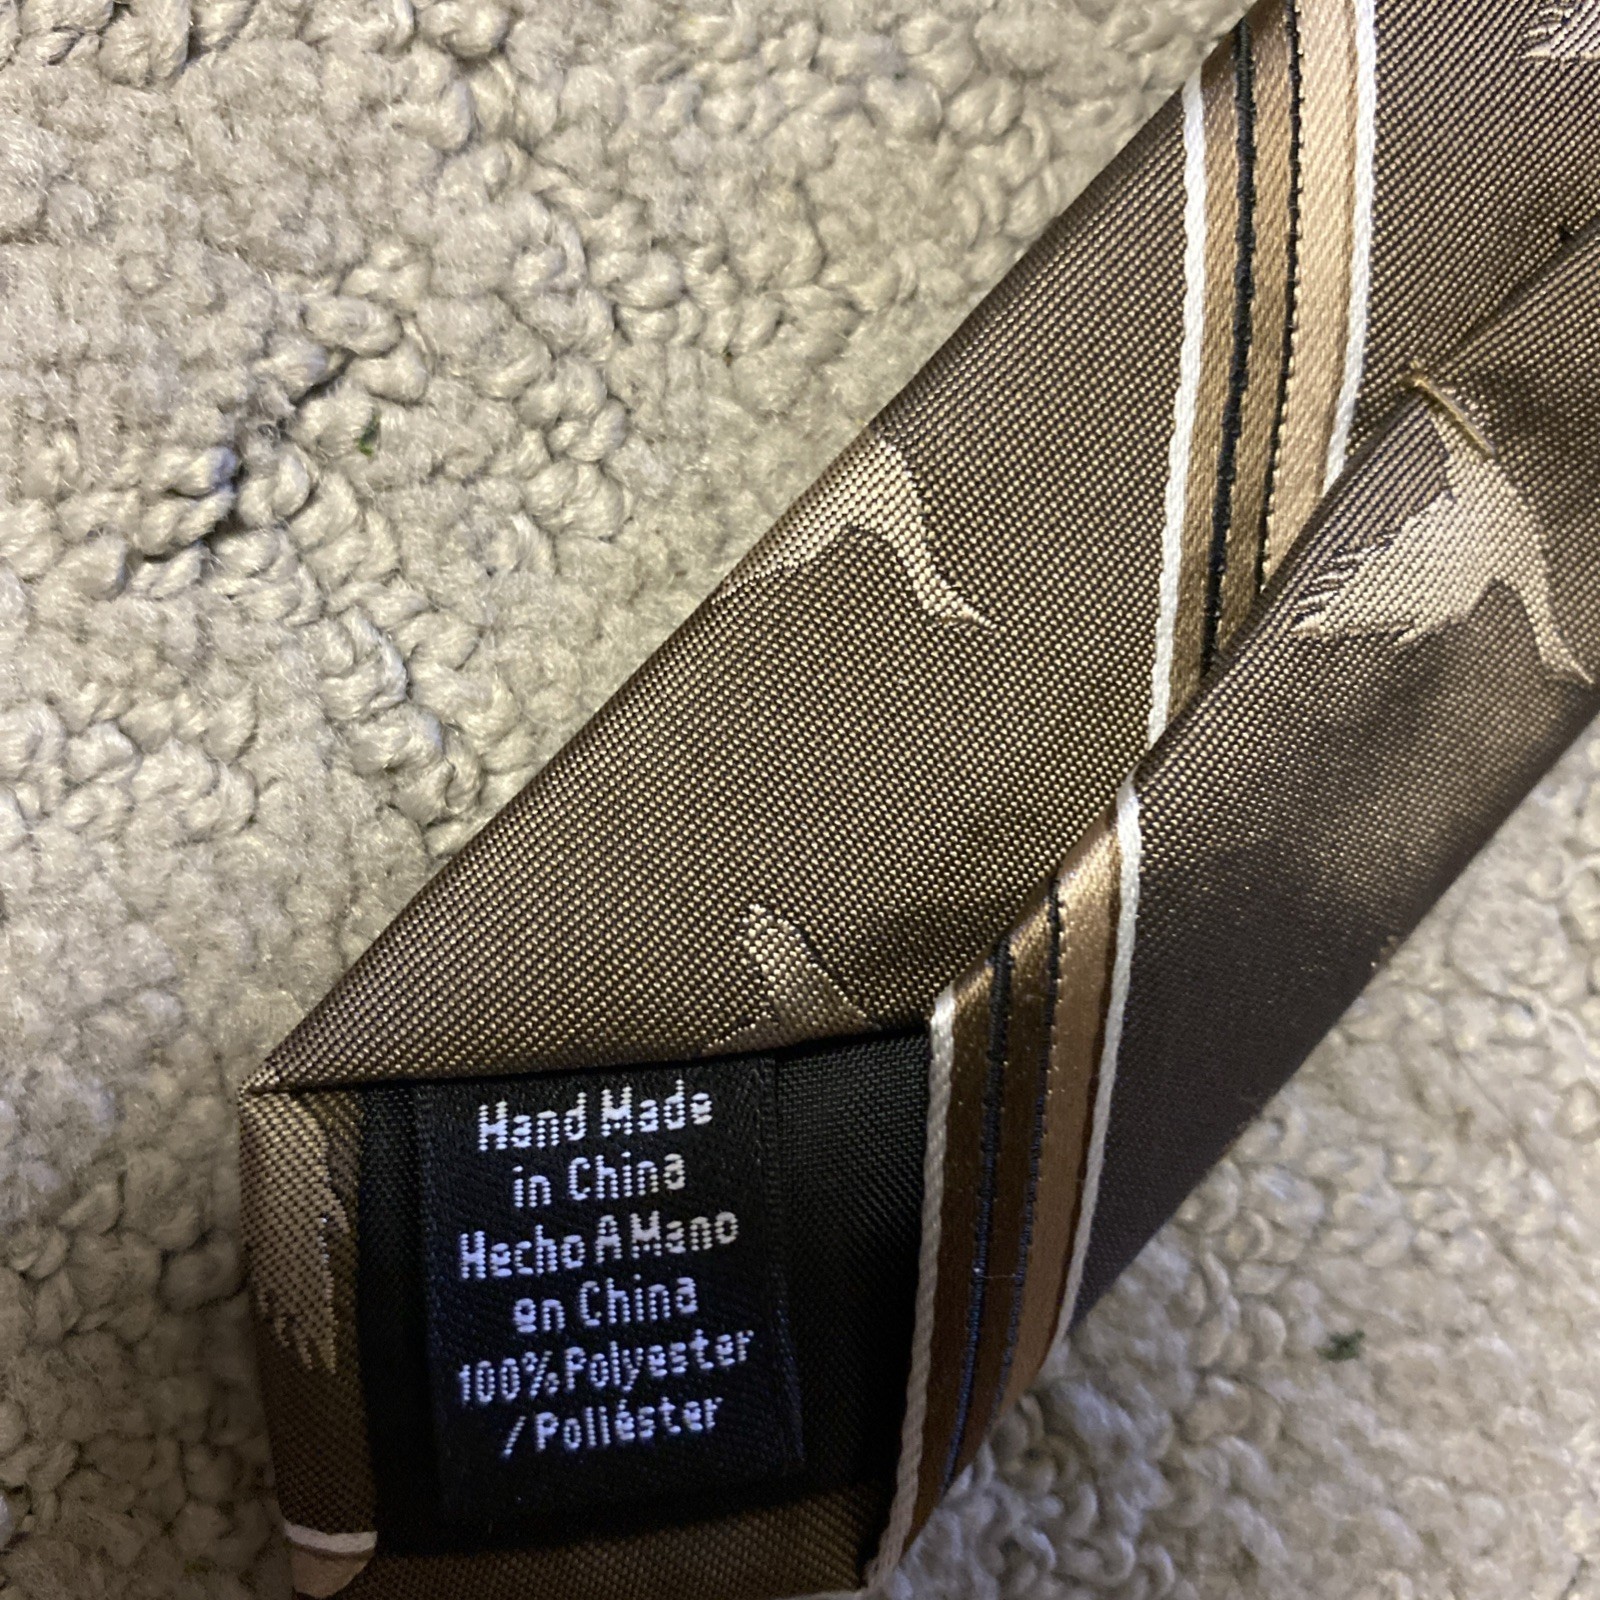 Hand Made
in China
Hecho A Mano
en China
100% Polyester
/Poliéster